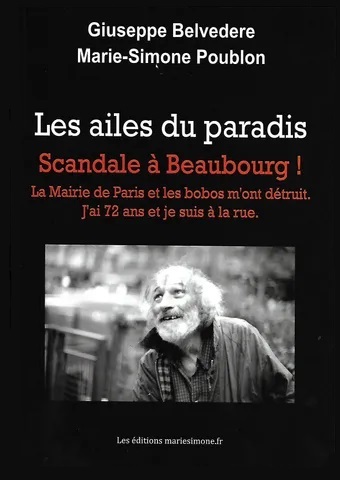 Giuseppe Belvedere
Marie-Simone Poublon
Les ailes du paradis
Scandale à Beaubourg !
La Mairie de Paris et les bobos m'ont détruit.
J'ai 72 ans et je suis à la rue.
Les éditions mariesimone.fr